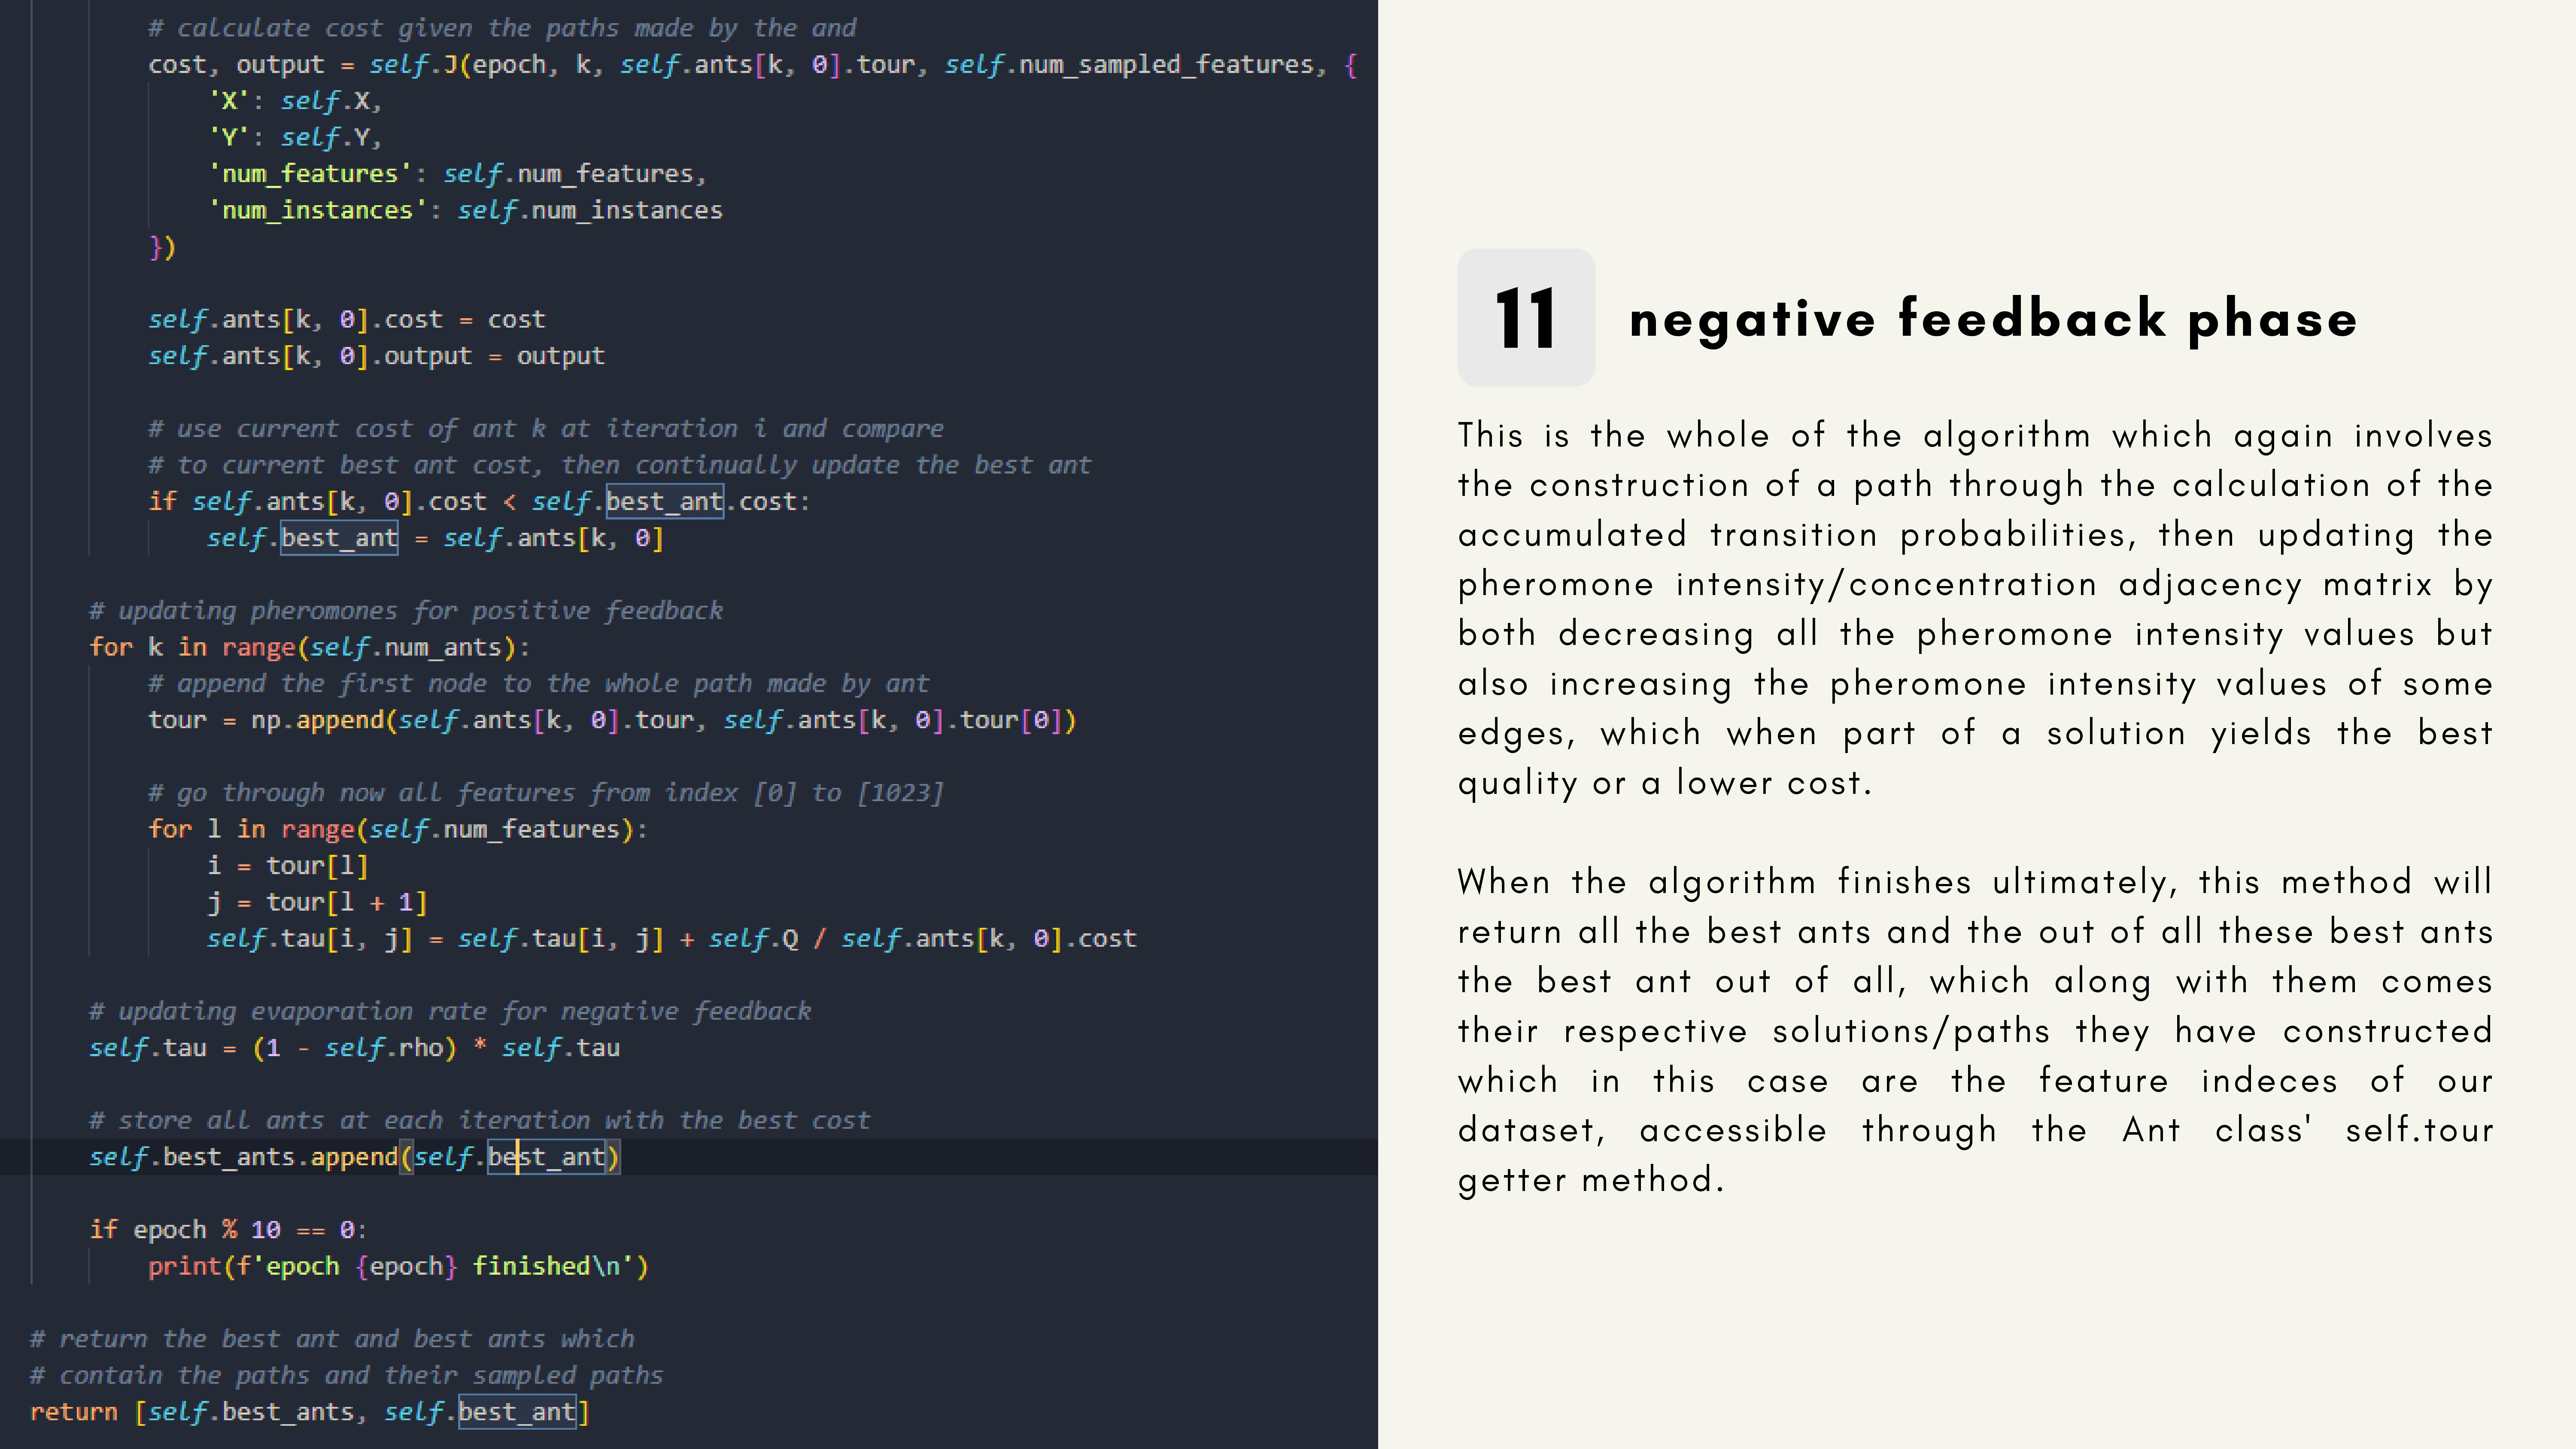 # calculate cost given the paths made by the and
cost, output = self.J(epoch, k, self.ants[k, 0].tour, self.num_sampled_features, {
'X': self.X,
'Y': self.Y,
'num_features': self.num_features,
'num_instances': self.num_instances
})
self.ants[k, 0].cost = cost
self.ants[k, 0].output = output
# use current cost of ant k at iteration i and compare
# to current best ant cost, then continually update the best ant
if self.ants[k, 0].cost < self.best_ant.cost:
self.best_ant = self.ants[k, 0]
# updating pheromones for positive feedback
for k in range(self.num_ants):
# append the first node to the whole path made by ant
tour = np.append(self.ants[k, 0].tour, self.ants[k, 0].tour[0])
# go through now all features from index [0] to [1023]
for l in range(self.num_features):
i = tour[l]
j = tour[l + 1]
self.tau[i, j] = self.tau[i, j] + self.Q / self.ants[k, 0].cost
# updating evaporation rate for negative feedback
self.tau = (1 - self.rho) * self.tau
# store all ants at each iteration with the best cost
self.best_ants.append(self.best_ant)
if epoch % 10 == 0:
print(f'epoch {epoch} finished\n')
# return the best ant and best ants which
# contain the paths and their sampled paths
return [self.best_ants, self.best_ant]
11 negative feedback phase
This is the whole of the algorithm which again involves
the construction of a path through the calculation of the
accumulated transition probabilities, then updating the
pheromone intensity/concentration adjacency matrix by
both decreasing all the pheromone intensity values but
also increasing the pheromone intensity values of some
edges, which when part of a solution yields the best
quality or a lower cost.
When the algorithm finishes ultimately, this method will
return all the best ants and the out of all these best ants
the best ant out of all, which along with them comes
their respective solutions/paths they have constructed
which in this case are the feature indeces of our
dataset, accessible through the Ant class' self.tour
getter method.